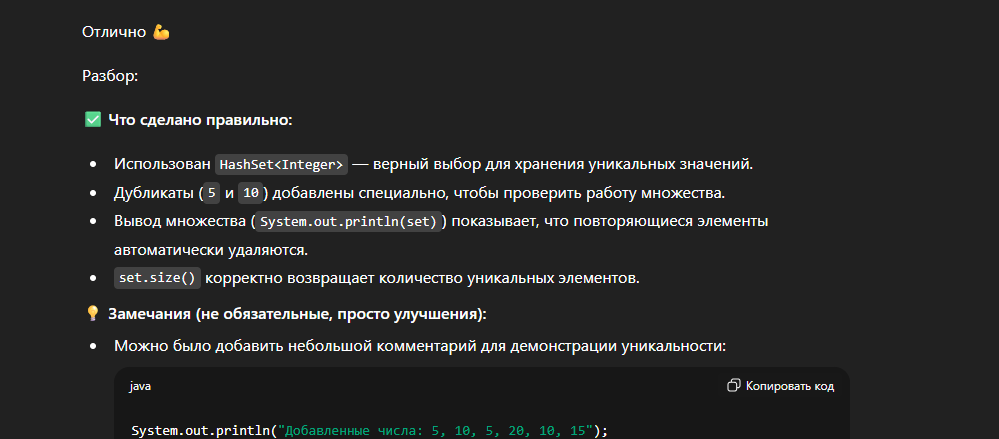 Отлично 💪
Разбор:
✅ Что сделано правильно:
• Использован HashSet<Integer> — верный выбор для хранения уникальных значений.
• Дубликаты (5 и 10) добавлены специально, чтобы проверить работу множества.
• Вывод множества (System.out.println(set)) показывает, что повторяющиеся элементы
автоматически удаляются.
• set.size() корректно возвращает количество уникальных элементов.
💡 Замечания (не обязательные, просто улучшения):
• Можно было добавить небольшой комментарий для демонстрации уникальности:
java Копировать код
System.out.println("Добавленные числа: 5, 10, 5, 20, 10, 15");